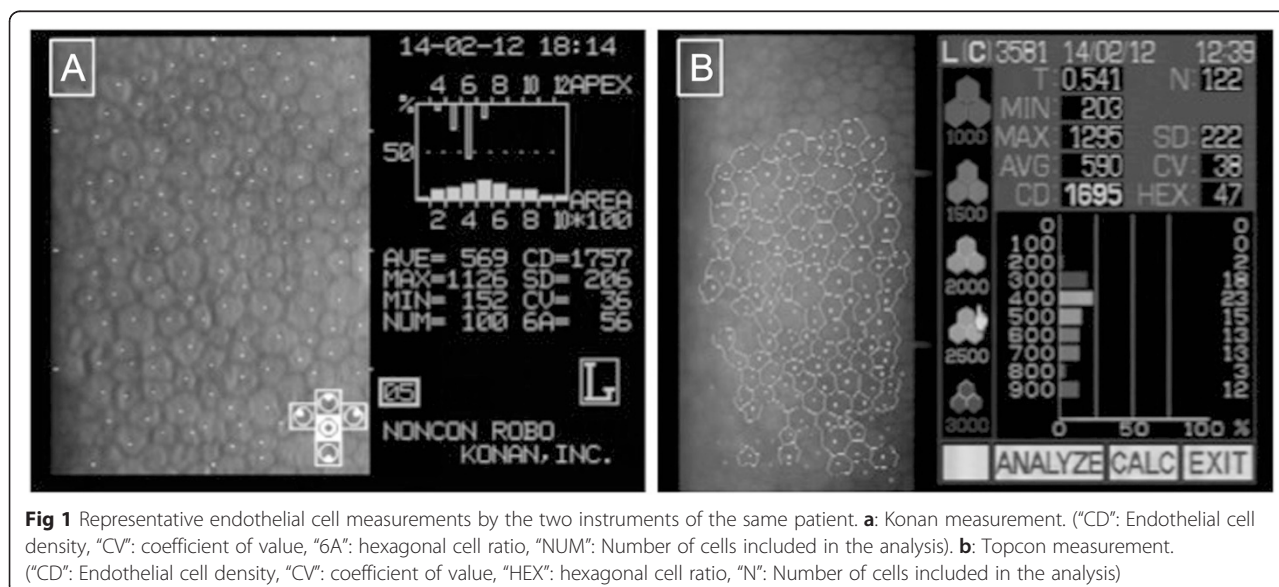 A
14-02-12 18:14
4 6 8 10 12APEX
%
50
AREA
2 4 6 8 10*100
AVE= 569 CD=1757
MAX=1126 SD= 206
MIN= 152 CV= 36
NUM= 100 6A= 56
05
L
NONCON ROBO
KONAN, INC.
B
L (C) 3581 14/02/12 12:39
T: 0.541 N: 122
MIN: 203
MAX: 1295 SD: 222
AVG: 590 CV: 38
CD: 1695 HEX: 47
1000
1500
2000
2500
3000
0 0
100 0
200 2
300 18
400 23
500 15
600 13
700 13
800 3
900 12
0 50 100 %
ANALYZE CALC EXIT
Fig 1 Representative endothelial cell measurements by the two instruments of the same patient. a: Konan measurement. (“CD”: Endothelial cell
density, “CV”: coefficient of value, “6A”: hexagonal cell ratio, “NUM”: Number of cells included in the analysis). b: Topcon measurement.
(“CD”: Endothelial cell density, “CV”: coefficient of value, “HEX”: hexagonal cell ratio, “N”: Number of cells included in the analysis)